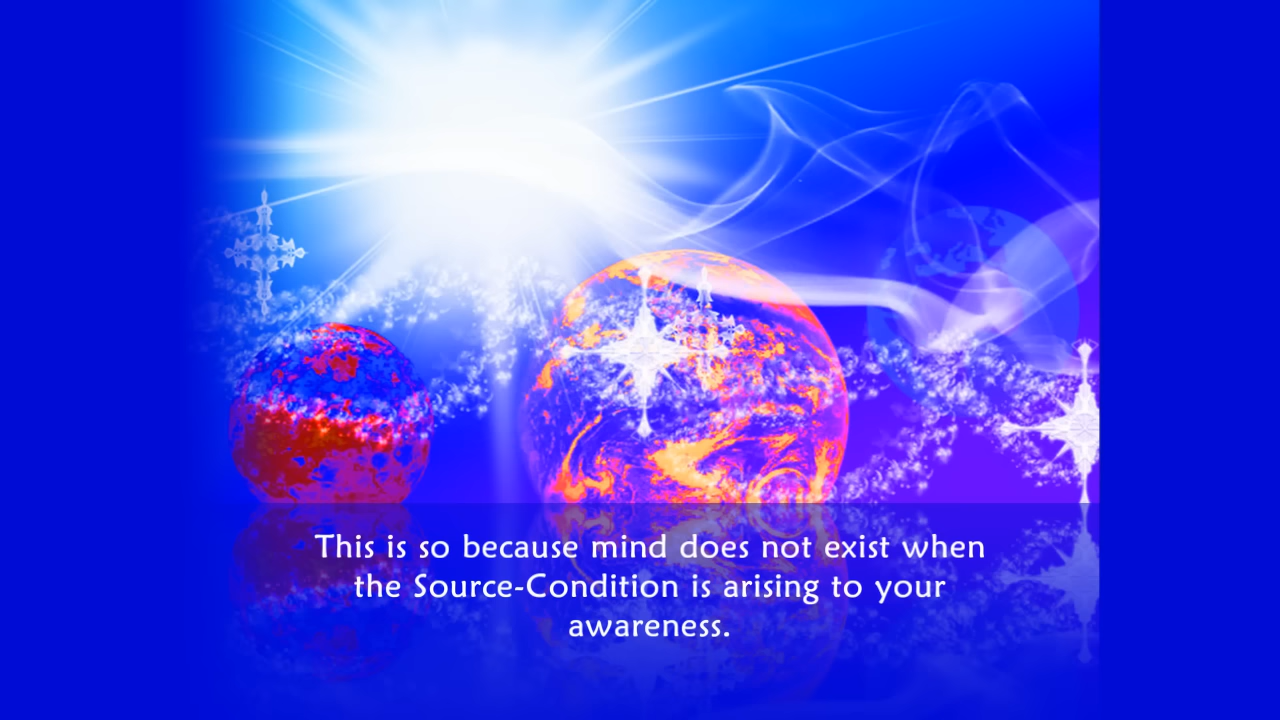 This is so because mind does not exist when
the Source-Condition is arising to your
awareness.